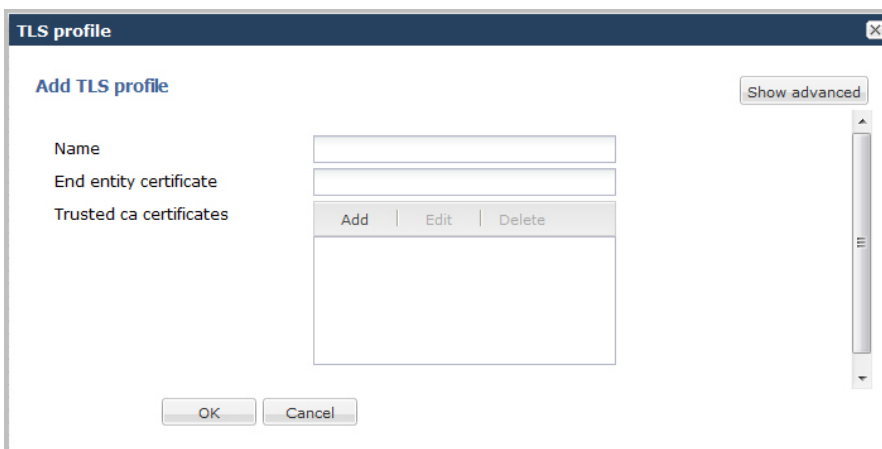 TLS profile
Add TLS profile
Show advanced
Name
End entity certificate
Trusted ca certificates
Add | Edit | Delete
OK
Cancel